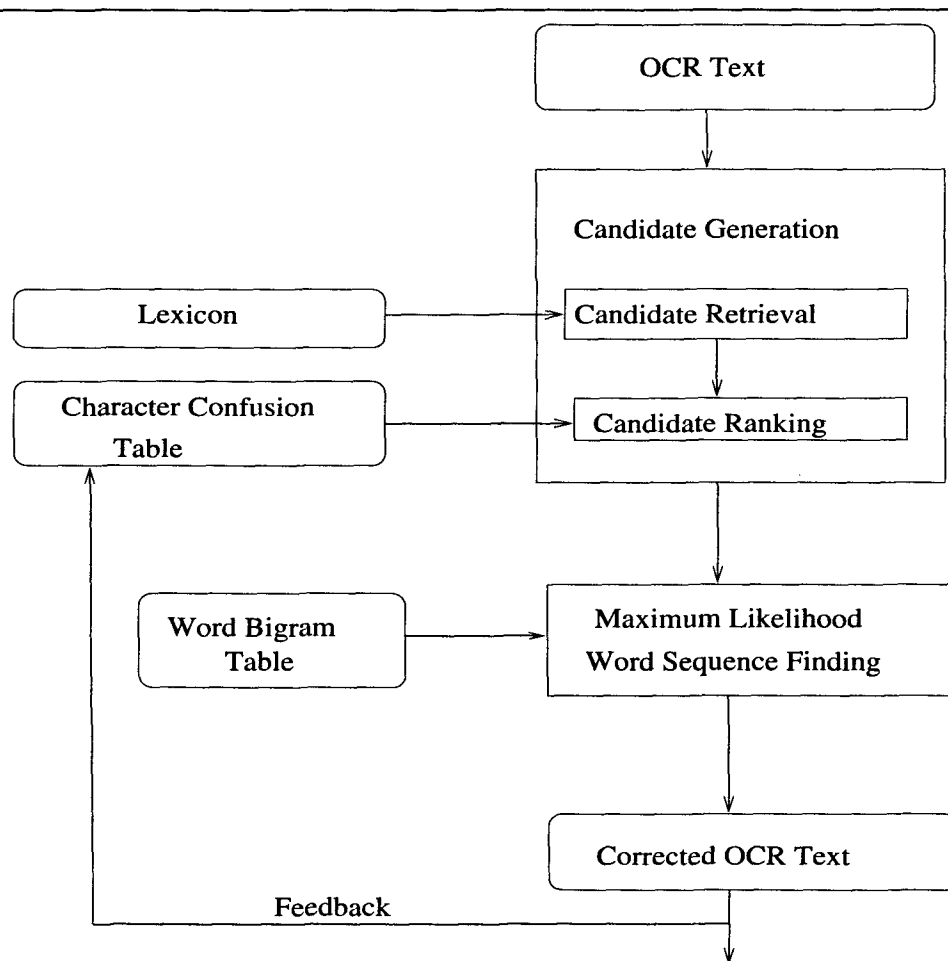 OCR Text
Candidate Generation
Lexicon
Candidate Retrieval
Character Confusion
Table
Candidate Ranking
Word Bigram
Table
Maximum Likelihood
Word Sequence Finding
Corrected OCR Text
Feedback